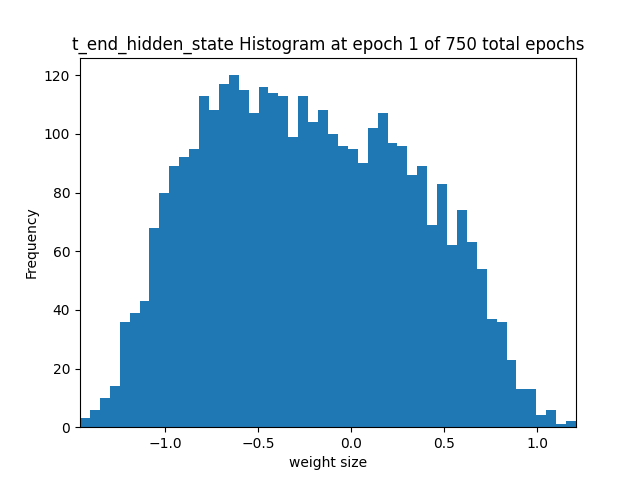 t_end_hidden_state Histogram at epoch 1 of 750 total epochs
120
100
80
60
40
20
0
Frequency
−1.0 −0.5 0.0 0.5 1.0
weight size